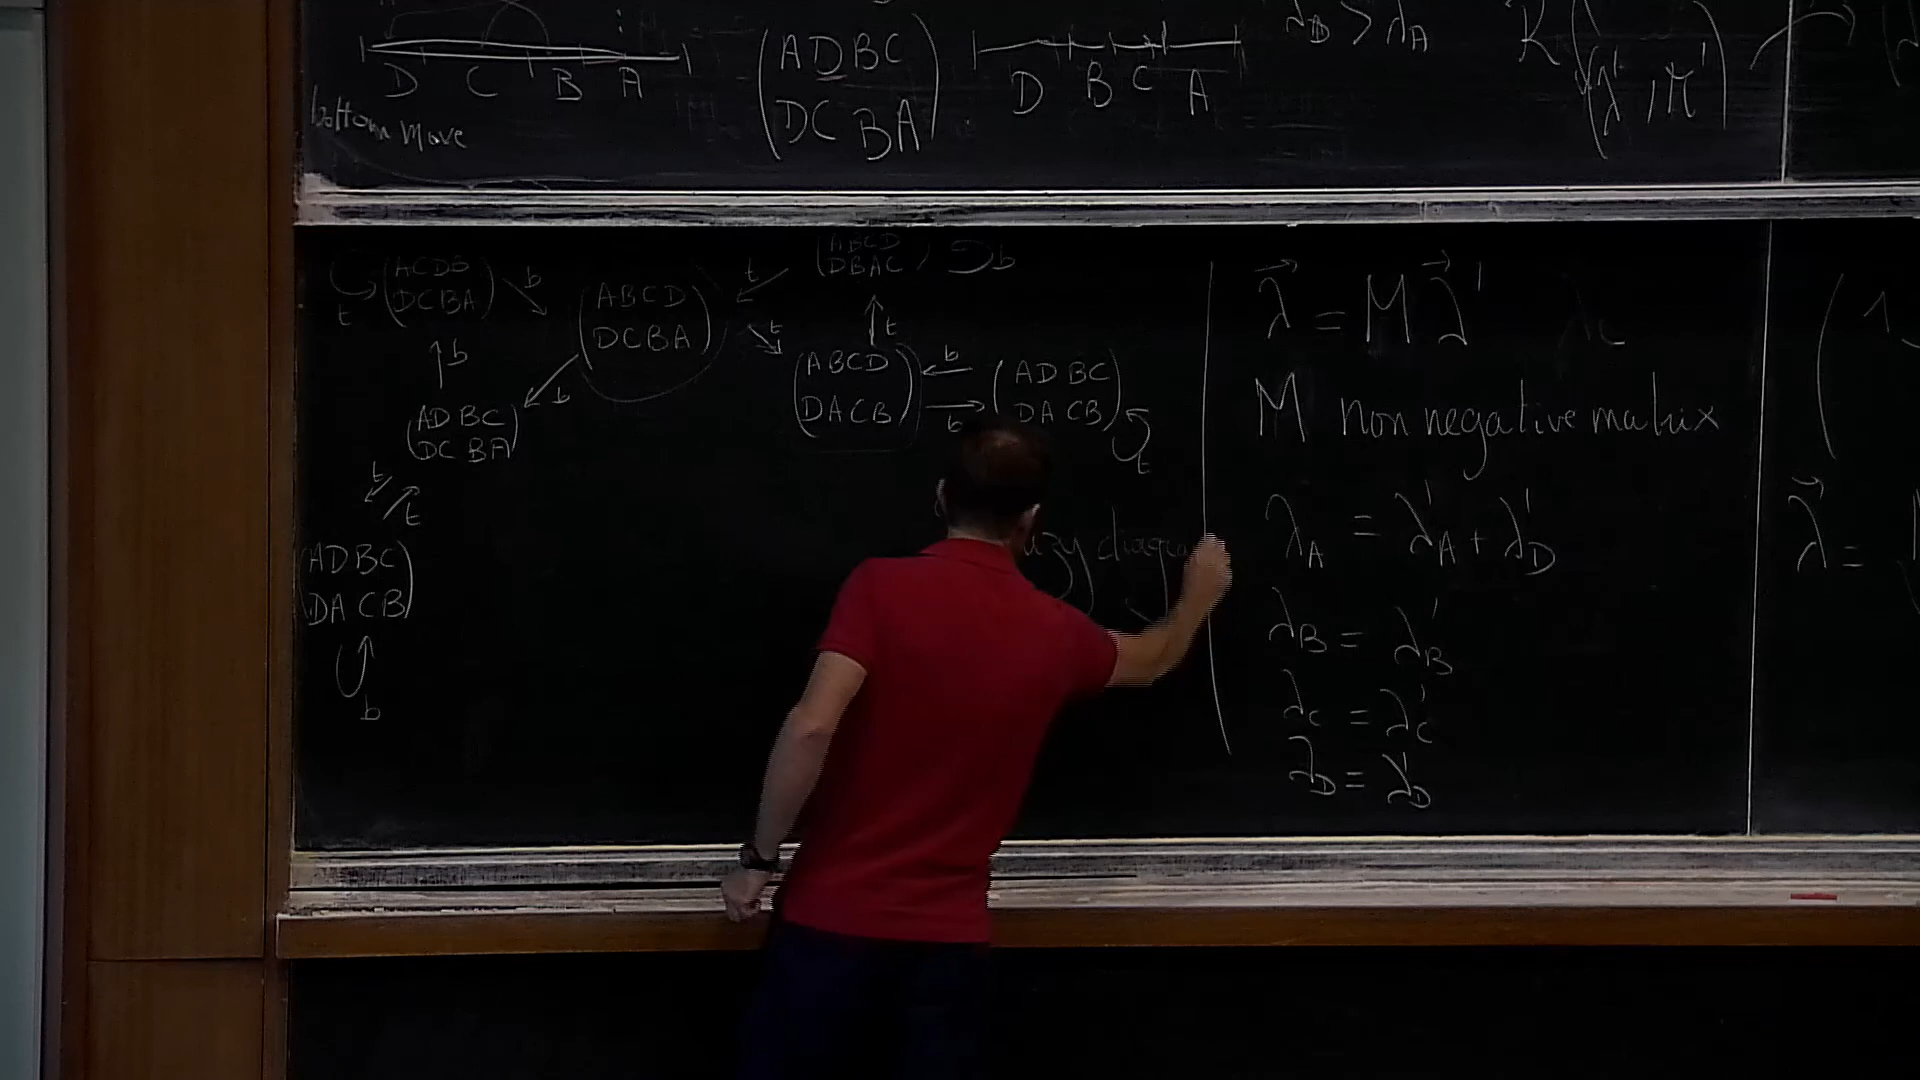 D C B A
bottom move
(ADBC
DCBA)
D B C A
λ_B > λ_A
R(λ', π')
t
(ACDB
DCBA)
b
(ABCD
DCBA)
t
(ABCD
DBAC)
b
b
b
t
t
(ABCD
DACB)
b
b
(ADBC
DACB)
t
(ADBC
DCBA)
t
t
(ADBC
DACB)
b
λ⃗ = M λ⃗'
M non negative matrix
λ_A = λ'_A + λ'_D
λ_B = λ'_B
λ_C = λ'_C
λ_D = λ'_D
λ⃗ =